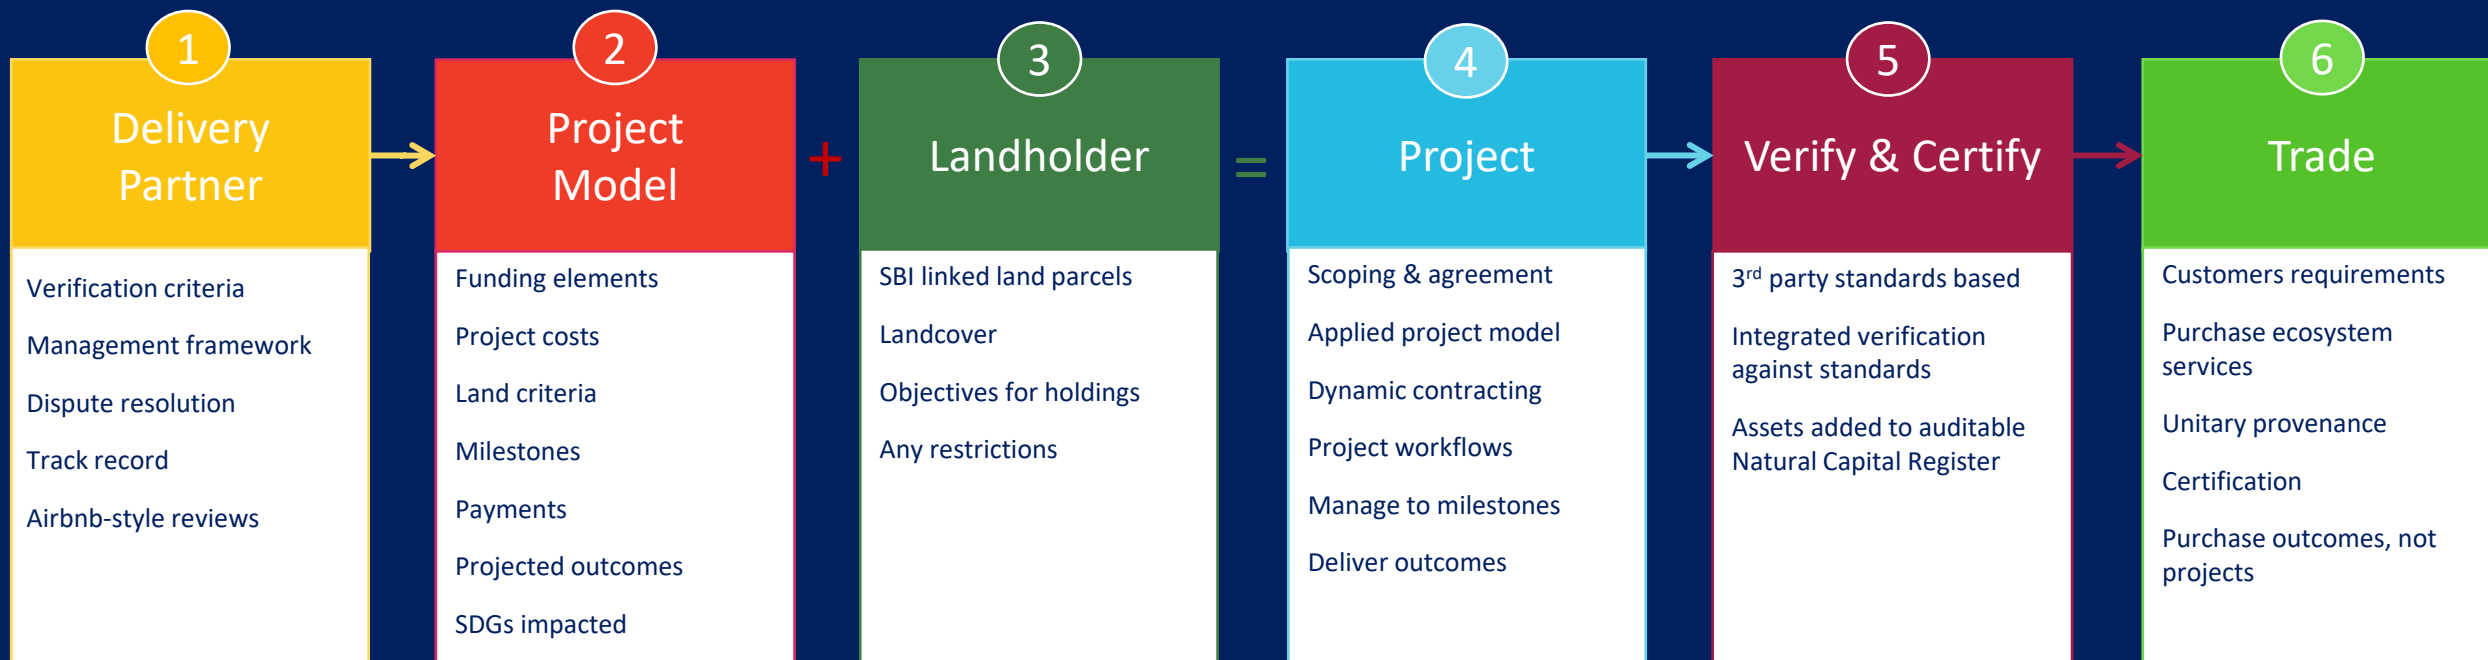 1
Delivery
Partner
Verification criteria
Management framework
Dispute resolution
Track record
Airbnb-style reviews
2
Project
Model
Funding elements
Project costs
Land criteria
Milestones
Payments
Projected outcomes
SDGs impacted
+
3
Landholder
SBI linked land parcels
Landcover
Objectives for holdings
Any restrictions
=
4
Project
Scoping & agreement
Applied project model
Dynamic contracting
Project workflows
Manage to milestones
Deliver outcomes
5
Verify & Certify
3rd party standards based
Integrated verification
against standards
Assets added to auditable
Natural Capital Register
6
Trade
Customers requirements
Purchase ecosystem
services
Unitary provenance
Certification
Purchase outcomes, not
projects